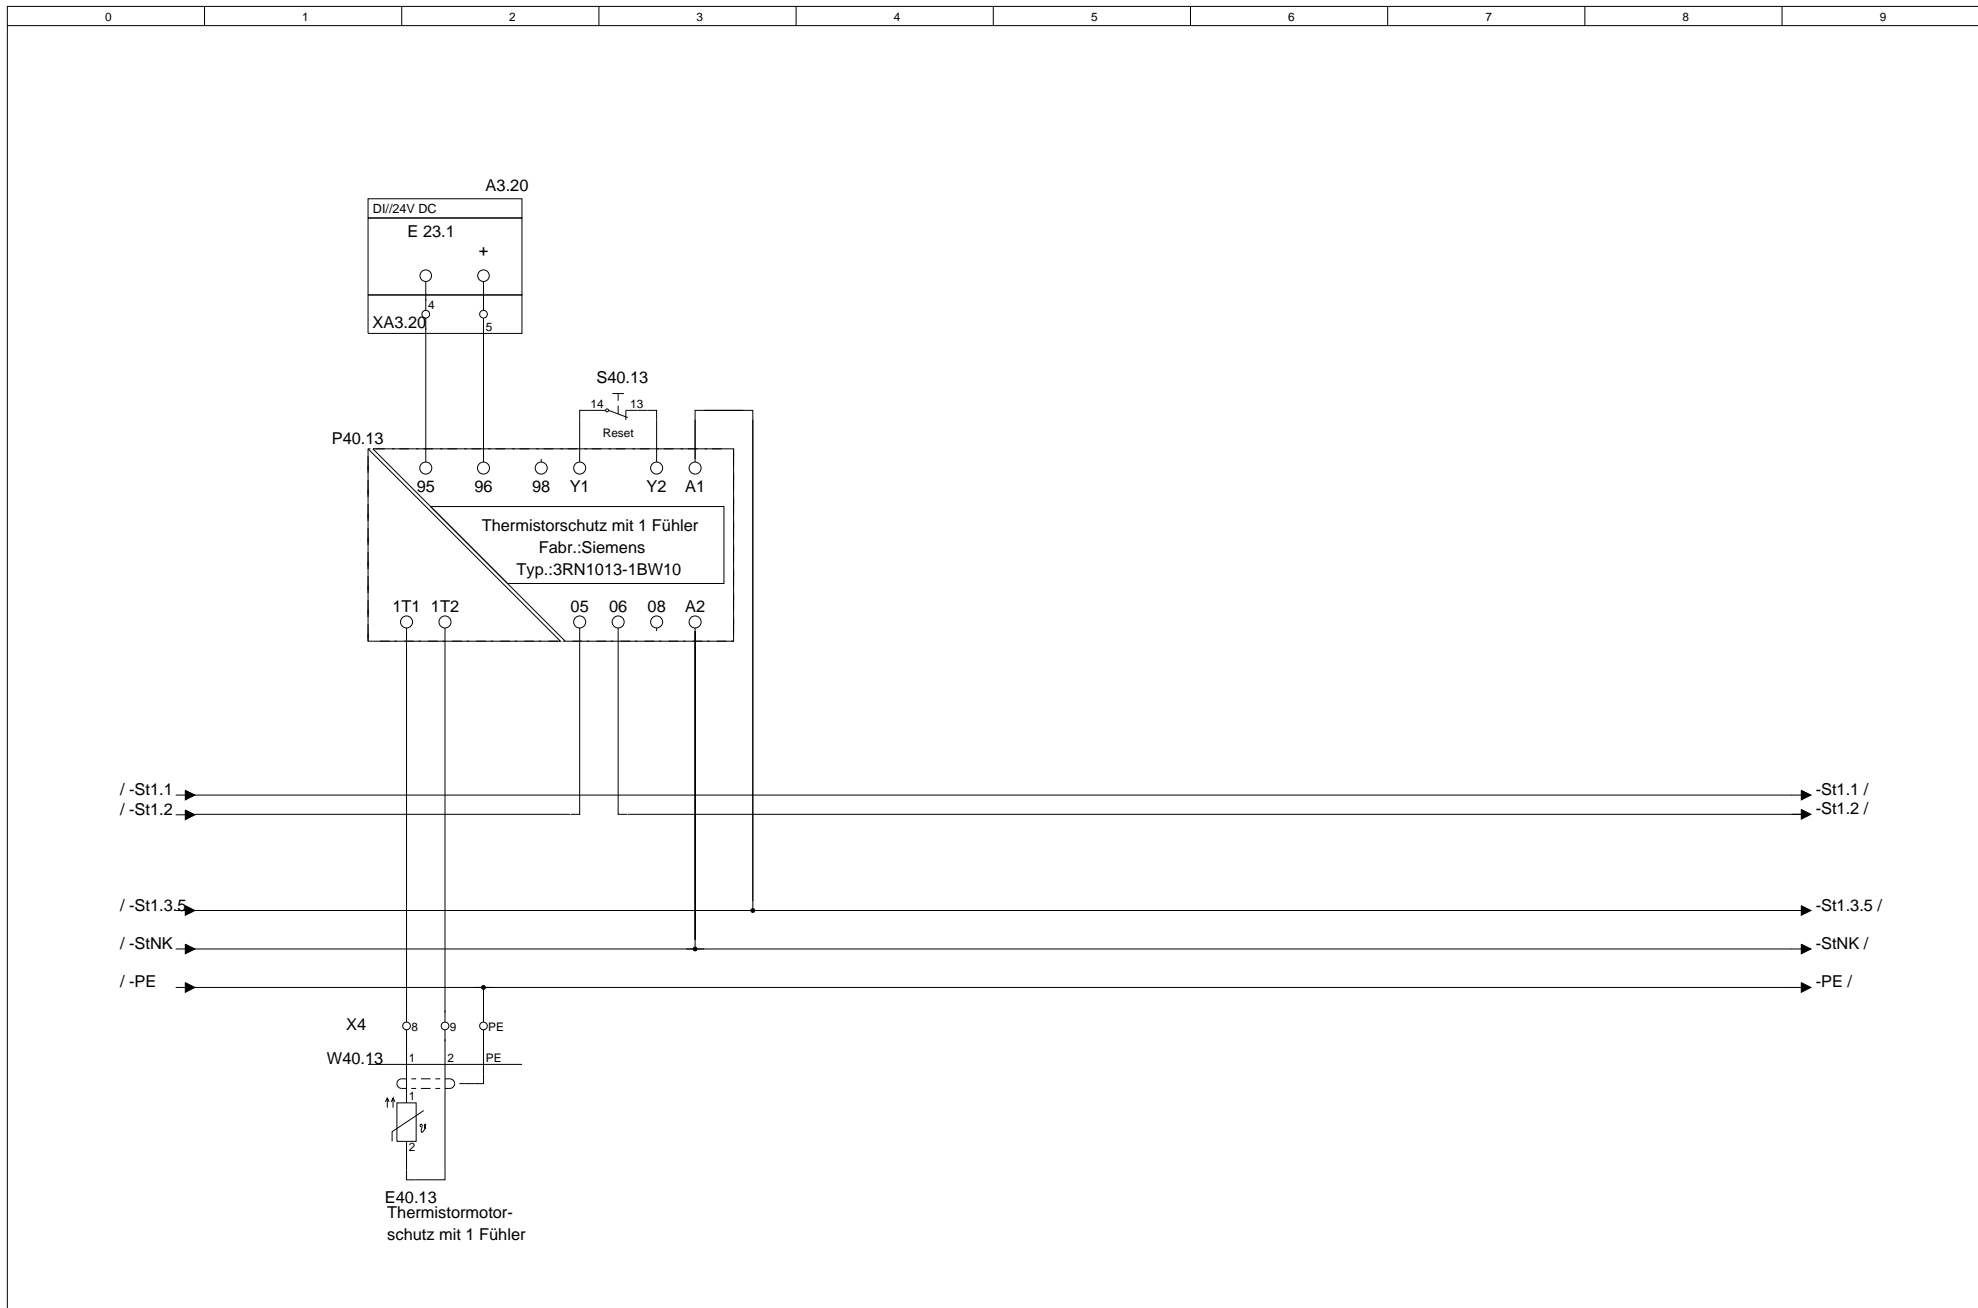 0 1 2 3 4 5 6 7 8 9
A3.20
DI//24V DC
E 23.1
+
4
XA3.20
5
S40.13
14 13
Reset
P40.13
95 96 98 Y1 Y2 A1
Thermistorschutz mit 1 Fühler
Fabr.:Siemens
Typ.:3RN1013-1BW10
1T1 1T2 05 06 08 A2
/ -St1.1 -St1.1 /
/ -St1.2 -St1.2 /
/ -St1.3.5 -St1.3.5 /
/ -StNK -StNK /
/ -PE -PE /
X4 8 9 PE
W40.13 1 2 PE
1
ϑ
2
E40.13
Thermistormotor-
schutz mit 1 Fühler